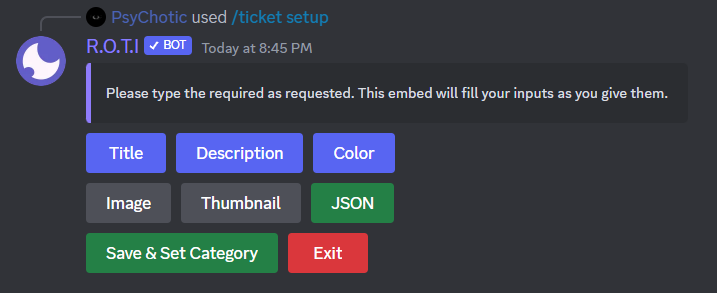 PsyChotic used /ticket setup
R.O.T.I ✓ BOT Today at 8:45 PM
Please type the required as requested. This embed will fill your inputs as you give them.
Title Description Color
Image Thumbnail JSON
Save & Set Category Exit